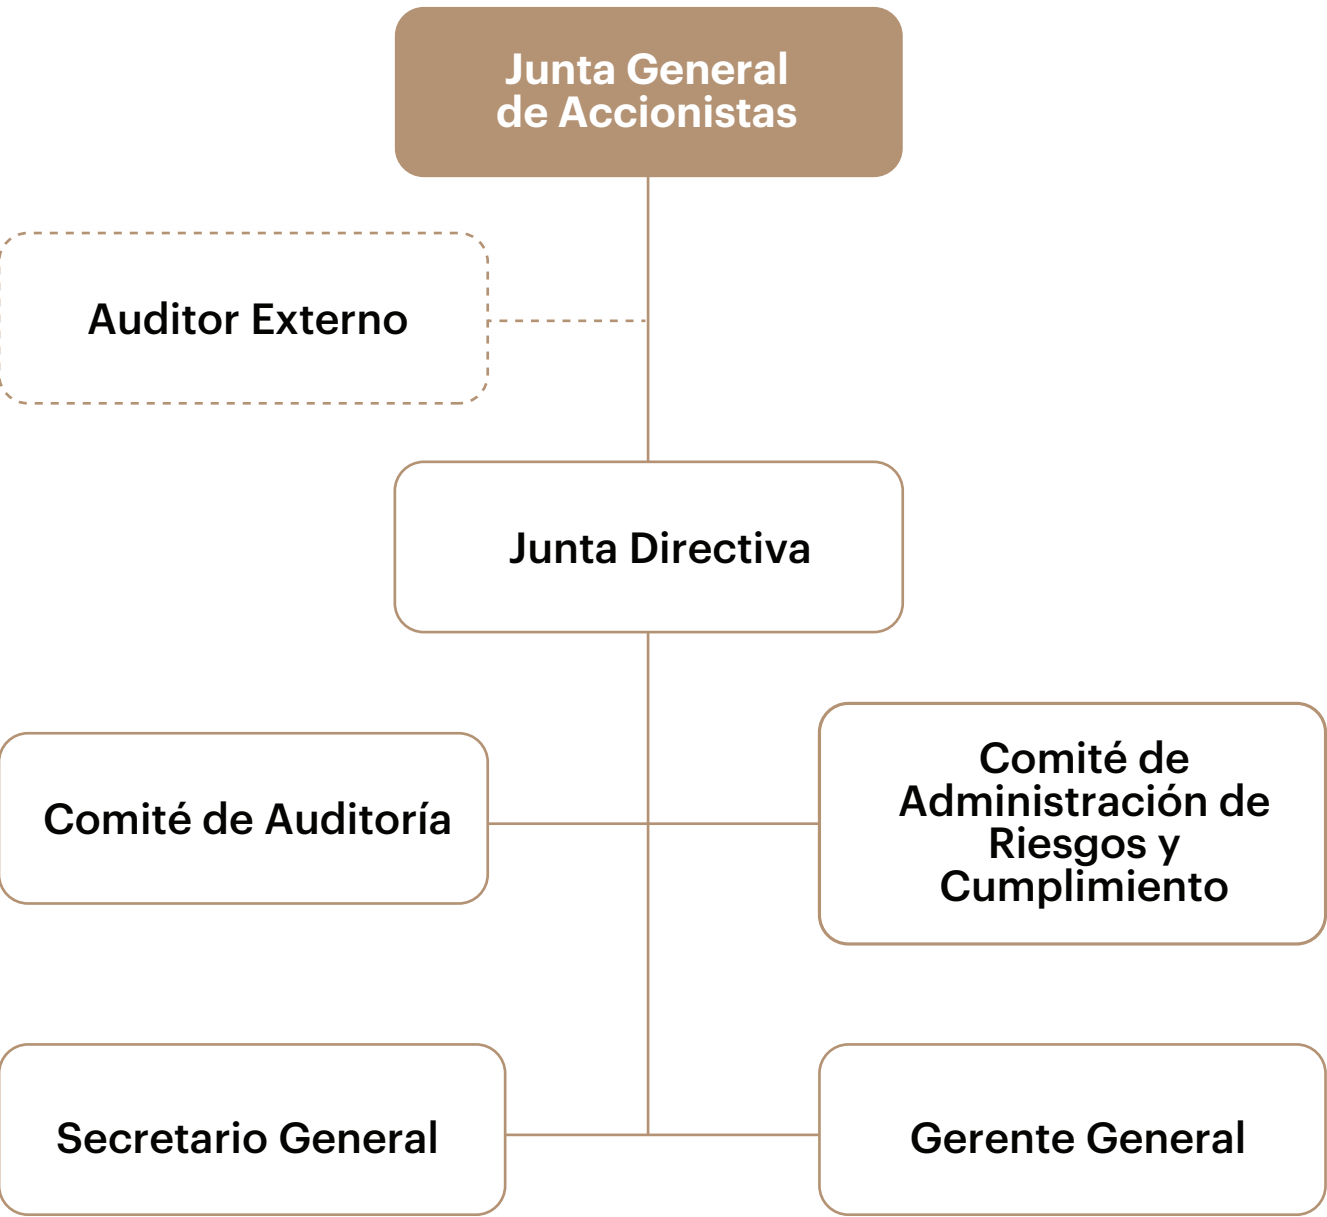 Junta General
de Accionistas
Auditor Externo
Junta Directiva
Comité de Auditoría
Comité de
Administración de
Riesgos y
Cumplimiento
Secretario General
Gerente General